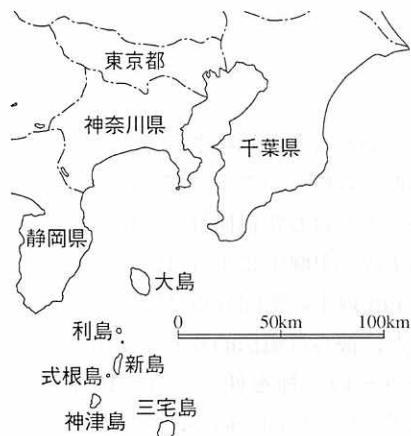 東京都
神奈川県
千葉県
静岡県
大島
0 50km 100km
利島
新島
式根島
神津島
三宅島